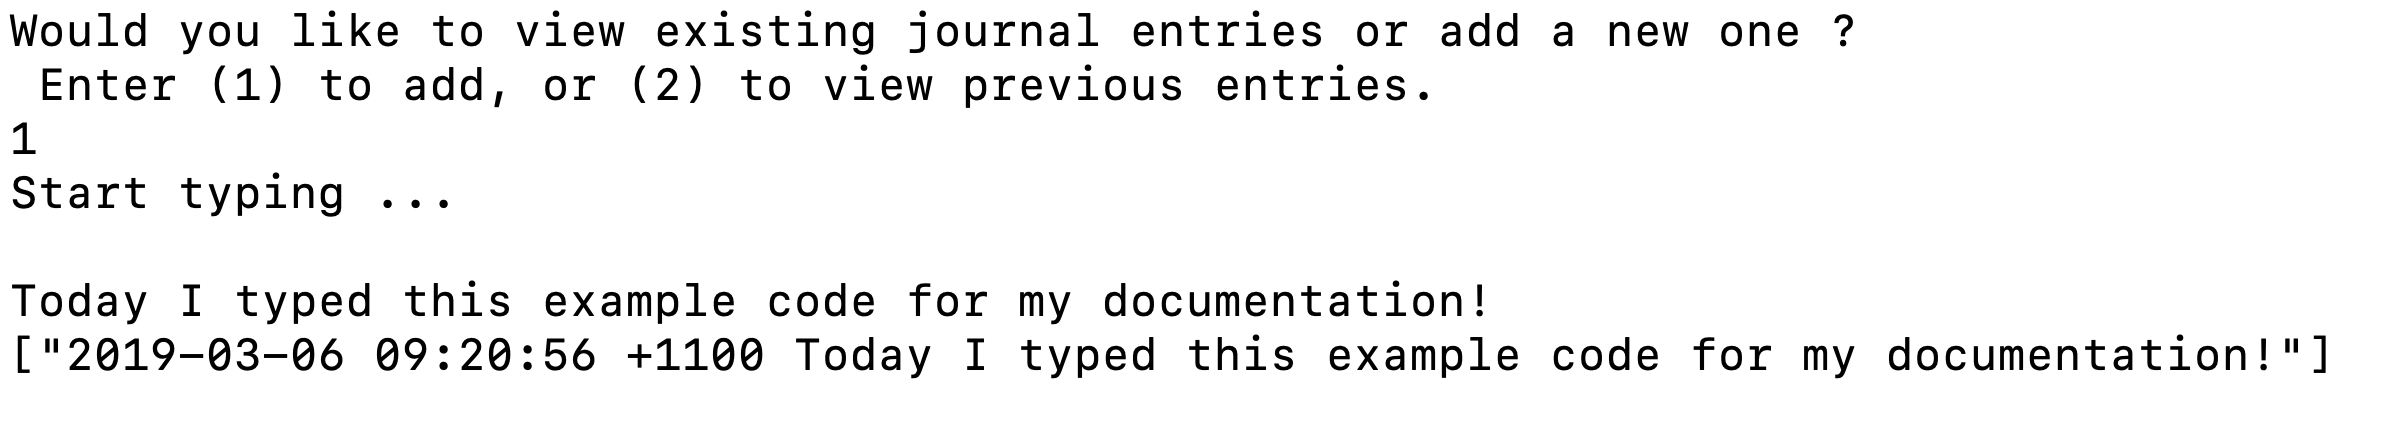 Would you like to view existing journal entries or add a new one ?
 Enter (1) to add, or (2) to view previous entries.
1
Start typing ...

Today I typed this example code for my documentation!
["2019-03-06 09:20:56 +1100 Today I typed this example code for my documentation!"]